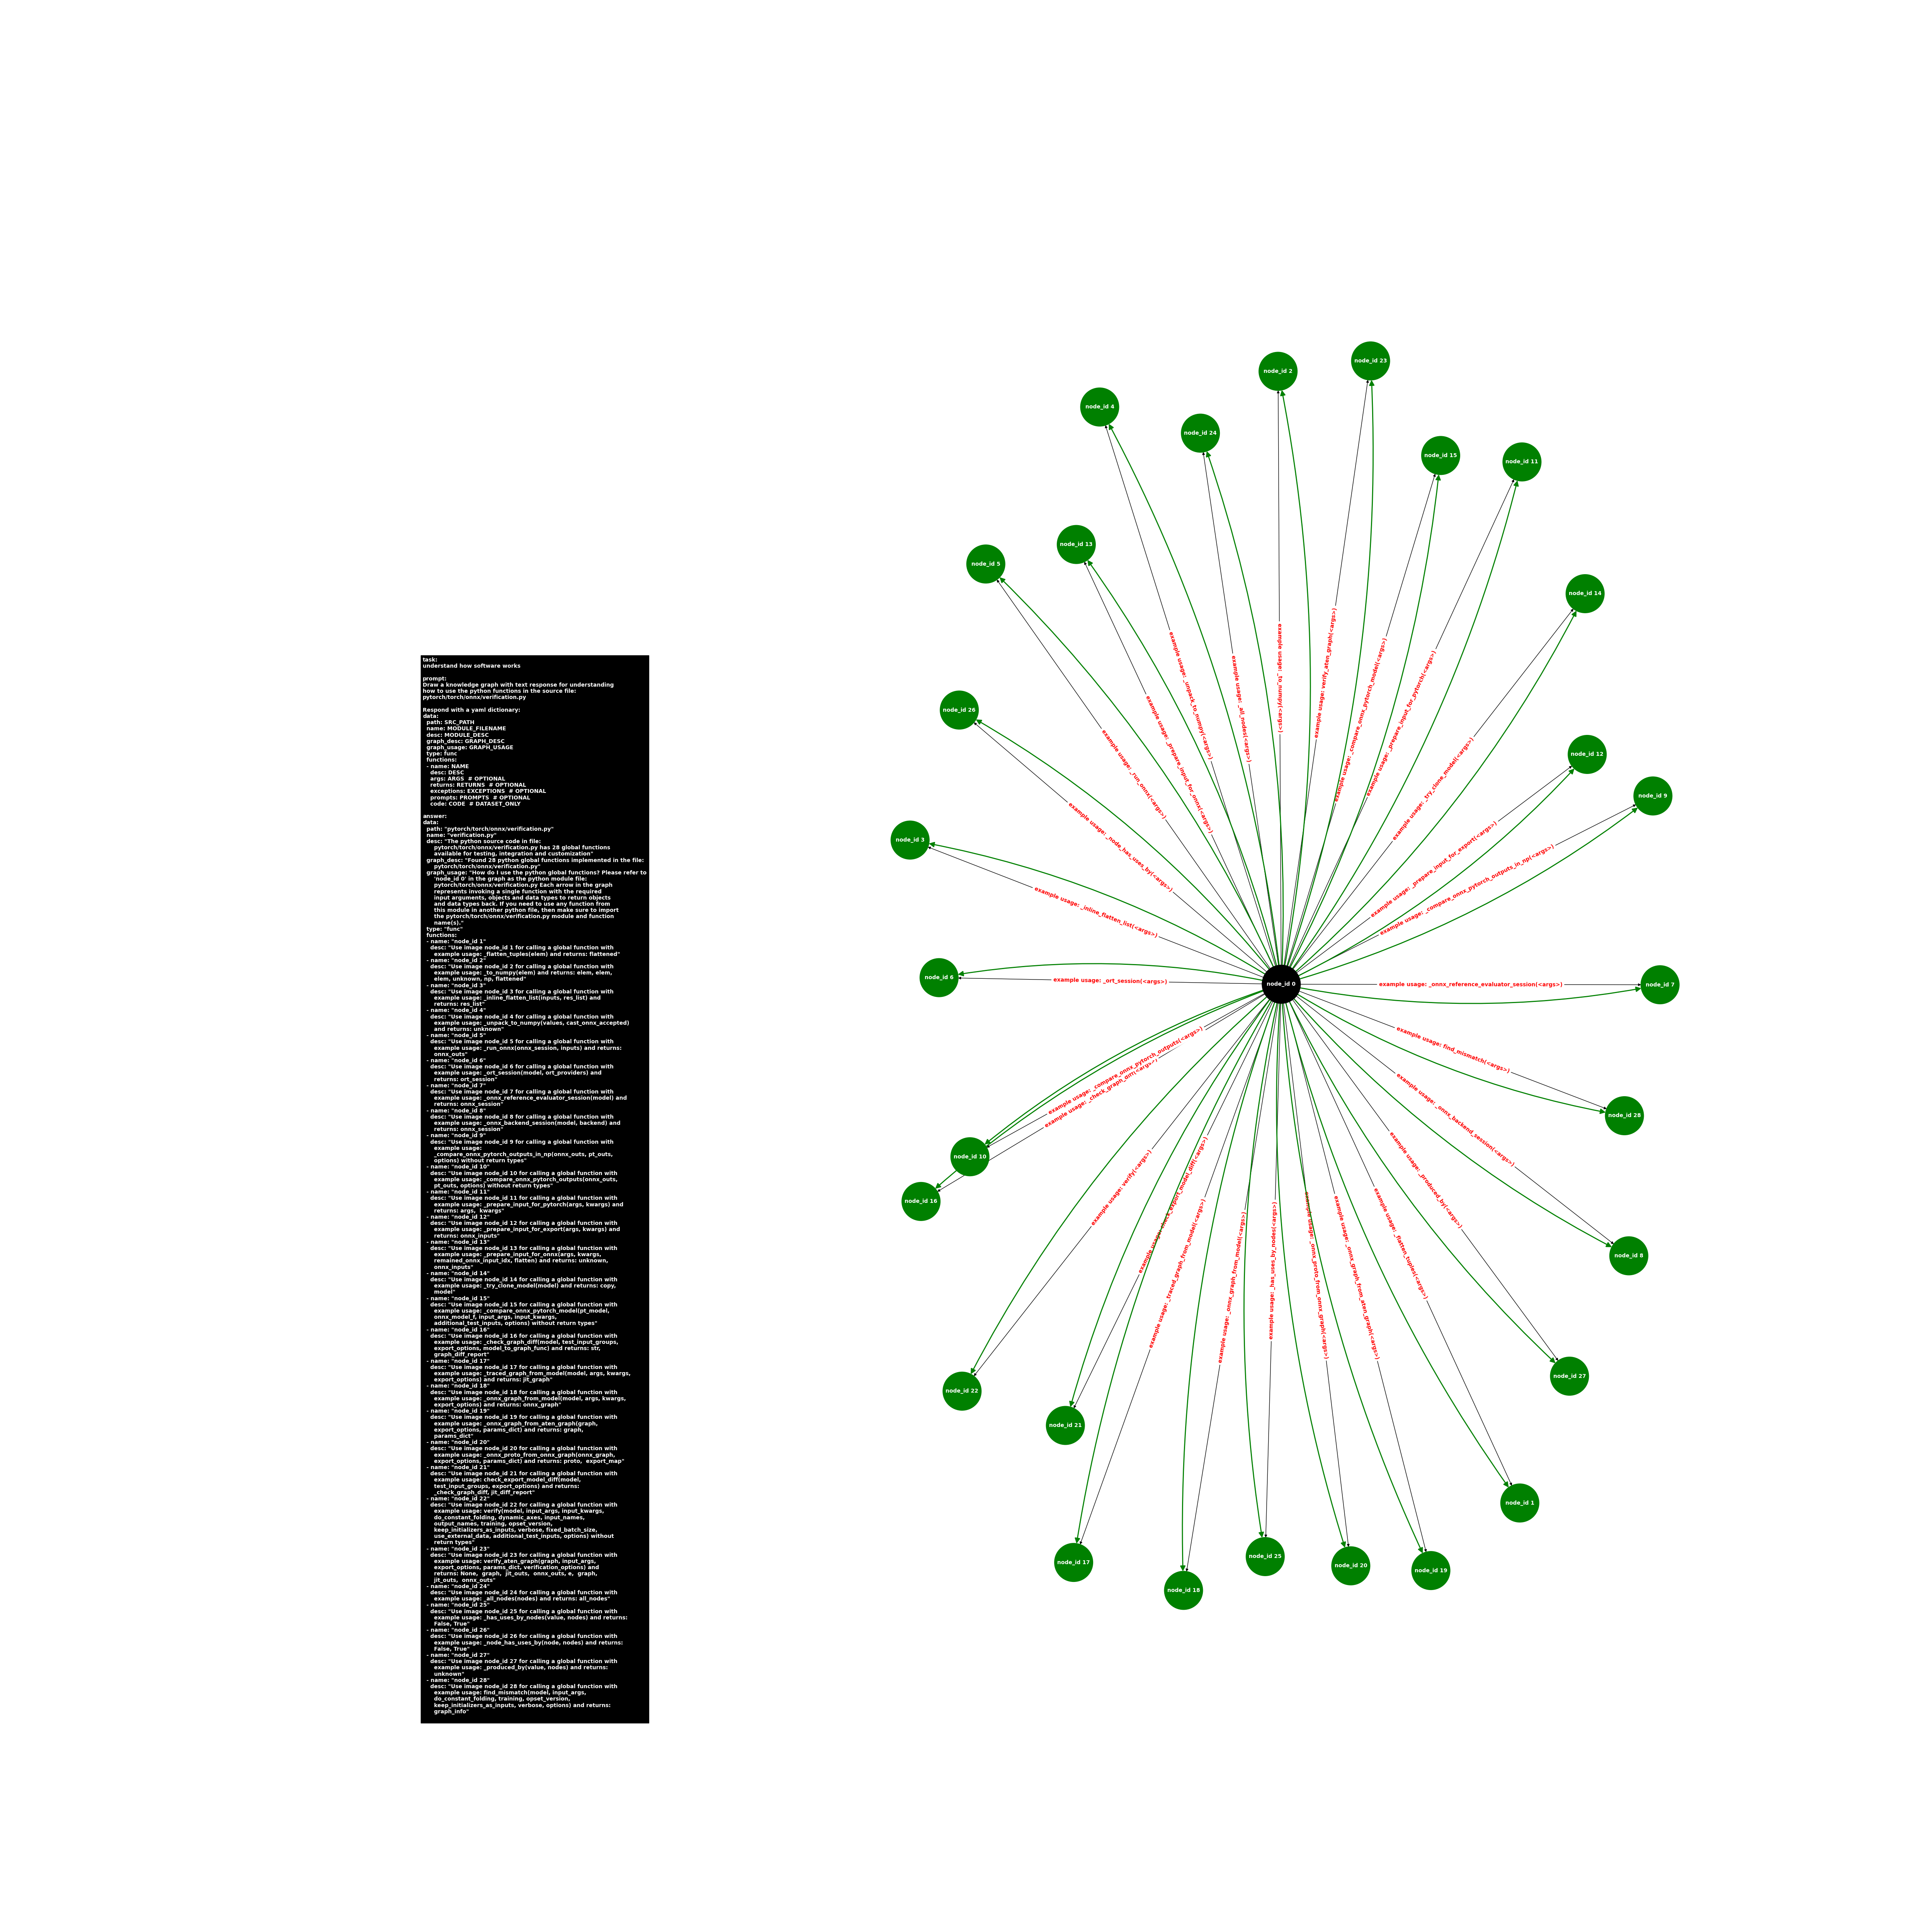 task:
understand how software works

prompt:
Draw a knowledge graph with text response for understanding
how to use the python functions in the source file:
pytorch/torch/onnx/verification.py

Respond with a yaml dictionary:
data:
  path: SRC_PATH
  name: MODULE_FILENAME
  desc: MODULE_DESC
  graph_desc: GRAPH_DESC
  graph_usage: GRAPH_USAGE
  type: func
  functions:
  - name: NAME
    desc: DESC
    args: ARGS  # OPTIONAL
    returns: RETURNS  # OPTIONAL
    exceptions: EXCEPTIONS  # OPTIONAL
    prompts: PROMPTS  # OPTIONAL
    code: CODE  # DATASET_ONLY

answer:
data:
  path: "pytorch/torch/onnx/verification.py"
  name: "verification.py"
  desc: "The python source code in file:
      pytorch/torch/onnx/verification.py has 28 global functions
      available for testing, integration and customization"
  graph_desc: "Found 28 python global functions implemented in the file:
      pytorch/torch/onnx/verification.py"
  graph_usage: "How do I use the python global functions? Please refer to
      'node_id 0' in the graph as the python module file:
      pytorch/torch/onnx/verification.py Each arrow in the graph
      represents invoking a single function with the required
      input arguments, objects and data types to return objects
      and data types back. If you need to use any function from
      this module in another python file, then make sure to import
      the pytorch/torch/onnx/verification.py module and function
      name(s)."
  type: "func"
  functions:
  - name: "node_id 1"
    desc: "Use image node_id 1 for calling a global function with
      example usage: _flatten_tuples(elem) and returns: flattened"
  - name: "node_id 2"
    desc: "Use image node_id 2 for calling a global function with
      example usage: _to_numpy(elem) and returns: elem, elem,
      elem, unknown, np, flattened"
  - name: "node_id 3"
    desc: "Use image node_id 3 for calling a global function with
      example usage: _inline_flatten_list(inputs, res_list) and
      returns: res_list"
  - name: "node_id 4"
    desc: "Use image node_id 4 for calling a global function with
      example usage: _unpack_to_numpy(values, cast_onnx_accepted)
      and returns: unknown"
  - name: "node_id 5"
    desc: "Use image node_id 5 for calling a global function with
      example usage: _run_onnx(onnx_session, inputs) and returns:
      onnx_outs"
  - name: "node_id 6"
    desc: "Use image node_id 6 for calling a global function with
      example usage: _ort_session(model, ort_providers) and
      returns: ort_session"
  - name: "node_id 7"
    desc: "Use image node_id 7 for calling a global function with
      example usage: _onnx_reference_evaluator_session(model) and
      returns: onnx_session"
  - name: "node_id 8"
    desc: "Use image node_id 8 for calling a global function with
      example usage: _onnx_backend_session(model, backend) and
      returns: onnx_session"
  - name: "node_id 9"
    desc: "Use image node_id 9 for calling a global function with
      example usage:
      _compare_onnx_pytorch_outputs_in_np(onnx_outs, pt_outs,
      options) without return types"
  - name: "node_id 10"
    desc: "Use image node_id 10 for calling a global function with
      example usage: _compare_onnx_pytorch_outputs(onnx_outs,
      pt_outs, options) without return types"
  - name: "node_id 11"
    desc: "Use image node_id 11 for calling a global function with
      example usage: _prepare_input_for_pytorch(args, kwargs) and
      returns: args,  kwargs"
  - name: "node_id 12"
    desc: "Use image node_id 12 for calling a global function with
      example usage: _prepare_input_for_export(args, kwargs) and
      returns: onnx_inputs"
  - name: "node_id 13"
    desc: "Use image node_id 13 for calling a global function with
      example usage: _prepare_input_for_onnx(args, kwargs,
      remained_onnx_input_idx, flatten) and returns: unknown,
      onnx_inputs"
  - name: "node_id 14"
    desc: "Use image node_id 14 for calling a global function with
      example usage: _try_clone_model(model) and returns: copy,
      model"
  - name: "node_id 15"
    desc: "Use image node_id 15 for calling a global function with
      example usage: _compare_onnx_pytorch_model(pt_model,
      onnx_model_f, input_args, input_kwargs,
      additional_test_inputs, options) without return types"
  - name: "node_id 16"
    desc: "Use image node_id 16 for calling a global function with
      example usage: _check_graph_diff(model, test_input_groups,
      export_options, model_to_graph_func) and returns: str,
      graph_diff_report"
  - name: "node_id 17"
    desc: "Use image node_id 17 for calling a global function with
      example usage: _traced_graph_from_model(model, args, kwargs,
      export_options) and returns: jit_graph"
  - name: "node_id 18"
    desc: "Use image node_id 18 for calling a global function with
      example usage: _onnx_graph_from_model(model, args, kwargs,
      export_options) and returns: onnx_graph"
  - name: "node_id 19"
    desc: "Use image node_id 19 for calling a global function with
      example usage: _onnx_graph_from_aten_graph(graph,
      export_options, params_dict) and returns: graph,
      params_dict"
  - name: "node_id 20"
    desc: "Use image node_id 20 for calling a global function with
      example usage: _onnx_proto_from_onnx_graph(onnx_graph,
      export_options, params_dict) and returns: proto,  export_map"
  - name: "node_id 21"
    desc: "Use image node_id 21 for calling a global function with
      example usage: check_export_model_diff(model,
      test_input_groups, export_options) and returns:
      _check_graph_diff, jit_diff_report"
  - name: "node_id 22"
    desc: "Use image node_id 22 for calling a global function with
      example usage: verify(model, input_args, input_kwargs,
      do_constant_folding, dynamic_axes, input_names,
      output_names, training, opset_version,
      keep_initializers_as_inputs, verbose, fixed_batch_size,
      use_external_data, additional_test_inputs, options) without
      return types"
  - name: "node_id 23"
    desc: "Use image node_id 23 for calling a global function with
      example usage: verify_aten_graph(graph, input_args,
      export_options, params_dict, verification_options) and
      returns: None,  graph,  jit_outs,  onnx_outs, e,  graph,
      jit_outs,  onnx_outs"
  - name: "node_id 24"
    desc: "Use image node_id 24 for calling a global function with
      example usage: _all_nodes(nodes) and returns: all_nodes"
  - name: "node_id 25"
    desc: "Use image node_id 25 for calling a global function with
      example usage: _has_uses_by_nodes(value, nodes) and returns:
      False, True"
  - name: "node_id 26"
    desc: "Use image node_id 26 for calling a global function with
      example usage: _node_has_uses_by(node, nodes) and returns:
      False, True"
  - name: "node_id 27"
    desc: "Use image node_id 27 for calling a global function with
      example usage: _produced_by(value, nodes) and returns:
      unknown"
  - name: "node_id 28"
    desc: "Use image node_id 28 for calling a global function with
      example usage: find_mismatch(model, input_args,
      do_constant_folding, training, opset_version,
      keep_initializers_as_inputs, verbose, options) and returns:
      graph_info"
node_id 23
node_id 2
node_id 4
node_id 24
node_id 15
node_id 11
node_id 13
node_id 5
node_id 14
node_id 26
node_id 12
node_id 9
node_id 3
node_id 6
node_id 0
node_id 7
node_id 28
node_id 10
node_id 16
node_id 8
node_id 27
node_id 22
node_id 21
node_id 1
node_id 25
node_id 17
node_id 20
node_id 19
node_id 18
example usage: verify_aten_graph(<args>)
example usage: _to_numpy(<args>)
example usage: _unpack_to_numpy(<args>)
example usage: _all_nodes(<args>)
example usage: _compare_onnx_pytorch_model(<args>)
example usage: _prepare_input_for_pytorch(<args>)
example usage: _prepare_input_for_onnx(<args>)
example usage: _run_onnx(<args>)
example usage: _try_clone_model(<args>)
example usage: _node_has_uses_by(<args>)
example usage: _prepare_input_for_export(<args>)
example usage: _compare_onnx_pytorch_outputs_in_np(<args>)
example usage: _inline_flatten_list(<args>)
example usage: _ort_session(<args>)
example usage: _onnx_reference_evaluator_session(<args>)
example usage: find_mismatch(<args>)
example usage: _compare_onnx_pytorch_outputs(<args>)
example usage: _check_graph_diff(<args>)
example usage: _onnx_backend_session(<args>)
example usage: _produced_by(<args>)
example usage: verify(<args>)
example usage: check_export_model_diff(<args>)
example usage: _flatten_tuples(<args>)
example usage: _has_uses_by_nodes(<args>)
example usage: _traced_graph_from_model(<args>)
example usage: _onnx_proto_from_onnx_graph(<args>)
example usage: _onnx_graph_from_aten_graph(<args>)
example usage: _onnx_graph_from_model(<args>)